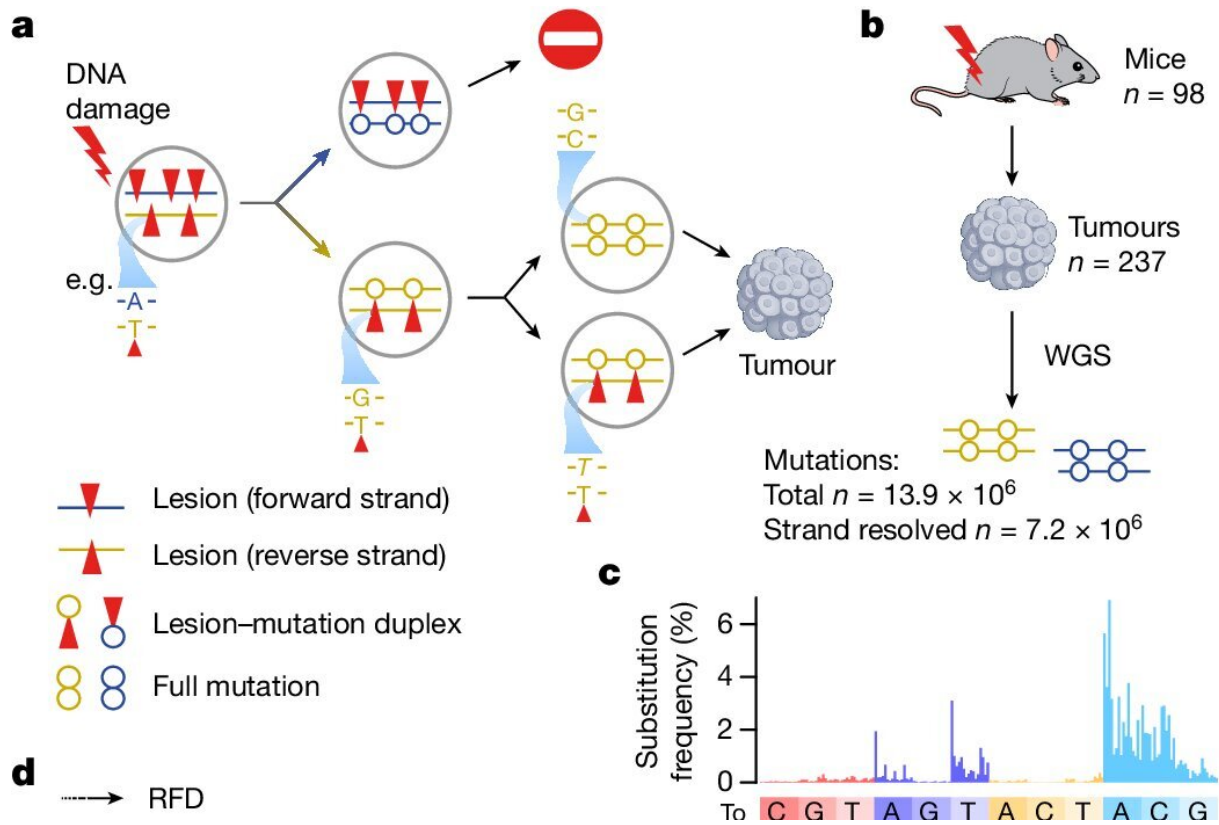 a
DNA
damage
e.g.
-A-
-T-
-G-
-T-
-G-
-C-
-T-
-T-
Tumour
Lesion (forward strand)
Lesion (reverse strand)
Lesion–mutation duplex
Full mutation
b
Mice
n = 98
Tumours
n = 237
WGS
Mutations:
Total n = 13.9 × 10⁶
Strand resolved n = 7.2 × 10⁶
c
Substitution
frequency (%)
6
4
2
0
To C G T A G T A C T A C G
d
RFD